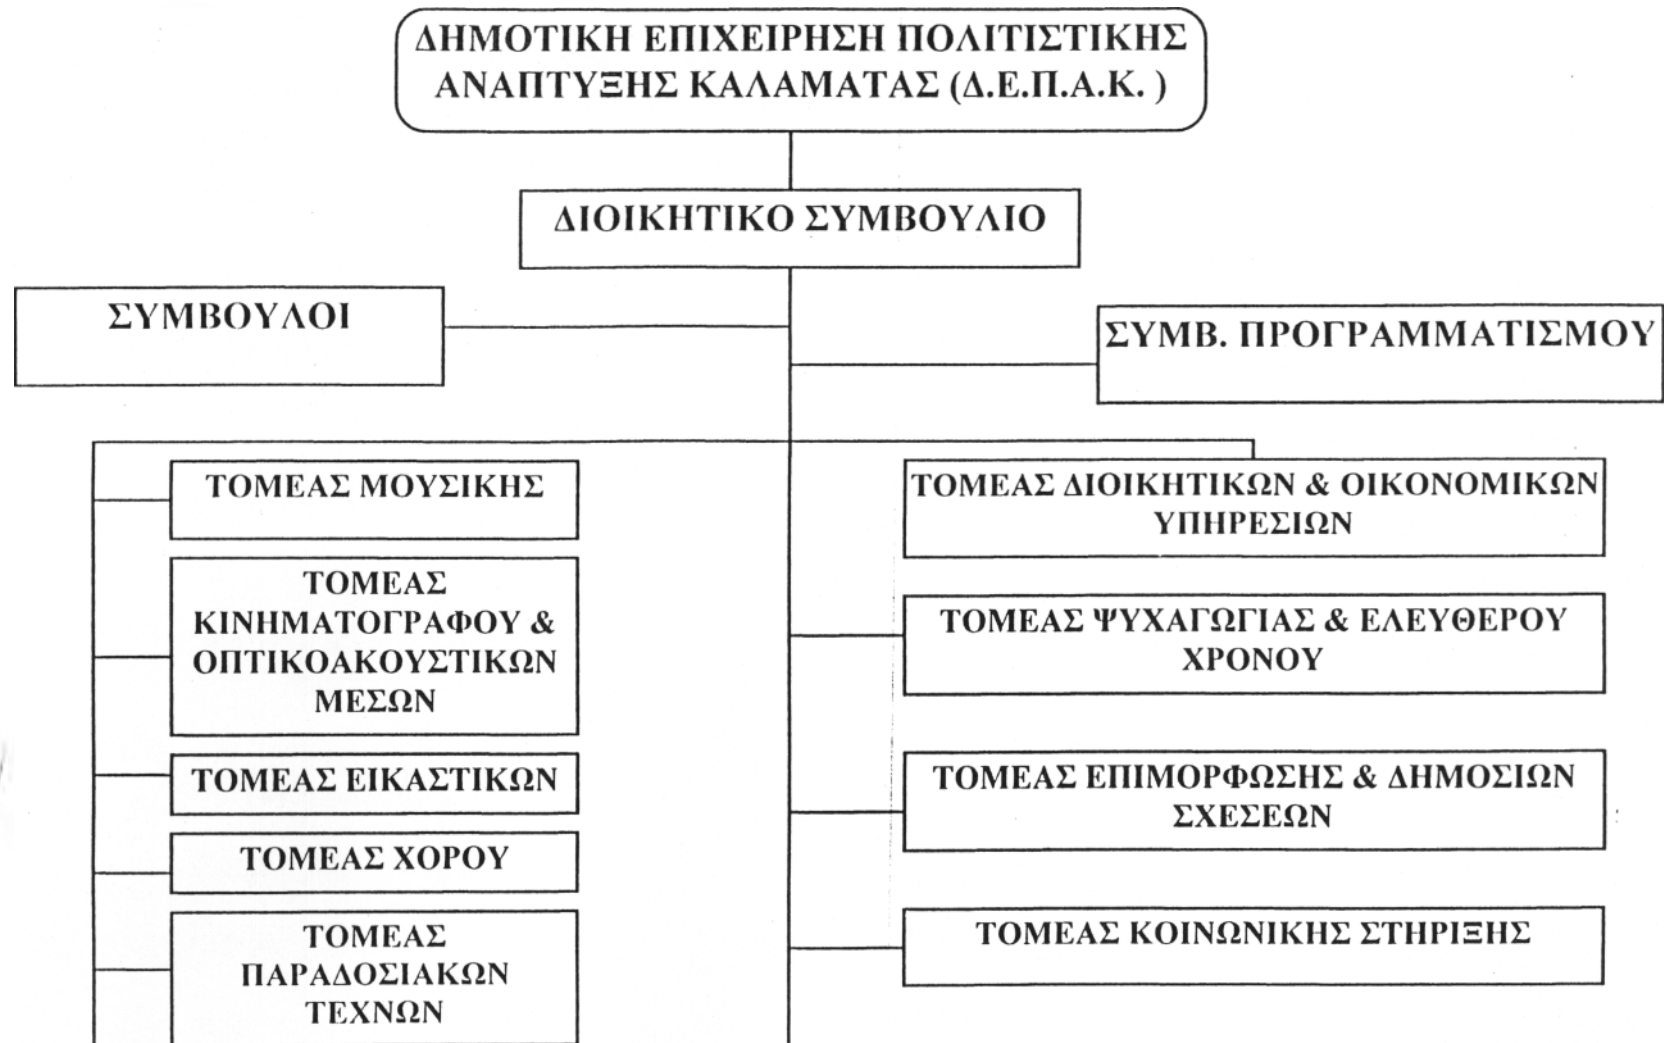 ΔΗΜΟΤΙΚΗ ΕΠΙΧΕΙΡΗΣΗ ΠΟΛΙΤΙΣΤΙΚΗΣ
ΑΝΑΠΤΥΞΗΣ ΚΑΛΑΜΑΤΑΣ (Δ.Ε.Π.Α.Κ. )
ΔΙΟΙΚΗΤΙΚΟ ΣΥΜΒΟΥΛΙΟ
ΣΥΜΒΟΥΛΟΙ
ΣΥΜΒ. ΠΡΟΓΡΑΜΜΑΤΙΣΜΟΥ
ΤΟΜΕΑΣ ΜΟΥΣΙΚΗΣ
ΤΟΜΕΑΣ
ΚΙΝΗΜΑΤΟΓΡΑΦΟΥ &
ΟΠΤΙΚΟΑΚΟΥΣΤΙΚΩΝ
ΜΕΣΩΝ
ΤΟΜΕΑΣ ΕΙΚΑΣΤΙΚΩΝ
ΤΟΜΕΑΣ ΧΟΡΟΥ
ΤΟΜΕΑΣ
ΠΑΡΑΔΟΣΙΑΚΩΝ
ΤΕΧΝΩΝ
ΤΟΜΕΑΣ ΔΙΟΙΚΗΤΙΚΩΝ & ΟΙΚΟΝΟΜΙΚΩΝ
ΥΠΗΡΕΣΙΩΝ
ΤΟΜΕΑΣ ΨΥΧΑΓΩΓΙΑΣ & ΕΛΕΥΘΕΡΟΥ
ΧΡΟΝΟΥ
ΤΟΜΕΑΣ ΕΠΙΜΟΡΦΩΣΗΣ & ΔΗΜΟΣΙΩΝ
ΣΧΕΣΕΩΝ
ΤΟΜΕΑΣ ΚΟΙΝΩΝΙΚΗΣ ΣΤΗΡΙΞΗΣ